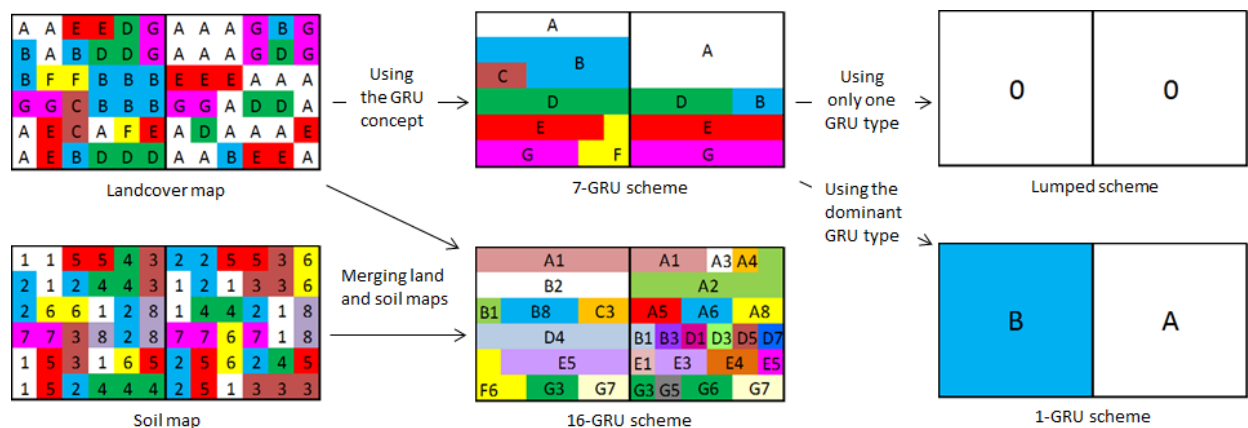 A A E E D G A A A G B G
B A B D D G A A A G D G
B F F B B B E E E A A A
G G C B B B G G A D D A
A E C A F E A D A A A E
A E B D D D A A B E E A
Landcover map
Using
the GRU
concept
A
A
B
C
D D B
E E
G F G
7-GRU scheme
Using
only one
GRU type
0 0
Lumped scheme
Using the
dominant
GRU type
1 1 5 5 4 3 2 2 5 5 3 6
2 1 2 4 4 3 1 2 1 3 3 6
2 6 6 1 2 8 1 4 4 2 1 8
7 7 3 8 2 8 7 7 6 7 1 8
1 5 3 1 6 5 2 5 6 2 4 5
1 5 2 4 4 4 2 5 1 3 3 3
Soil map
Merging land
and soil maps
A1 A1 A3 A4
B2 A2
B1 B8 C3 A5 A6 A8
D4 B1 B3 D1 D3 D5 D7
E5 E1 E3 E4 E5
F6 G3 G7 G3 G5 G6 G7
16-GRU scheme
B A
1-GRU scheme